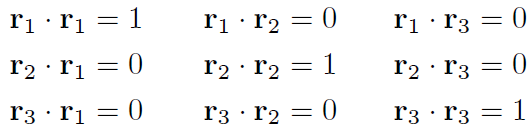 r₁ · r₁ = 1 r₁ · r₂ = 0 r₁ · r₃ = 0
r₂ · r₁ = 0 r₂ · r₂ = 1 r₂ · r₃ = 0
r₃ · r₁ = 0 r₃ · r₂ = 0 r₃ · r₃ = 1